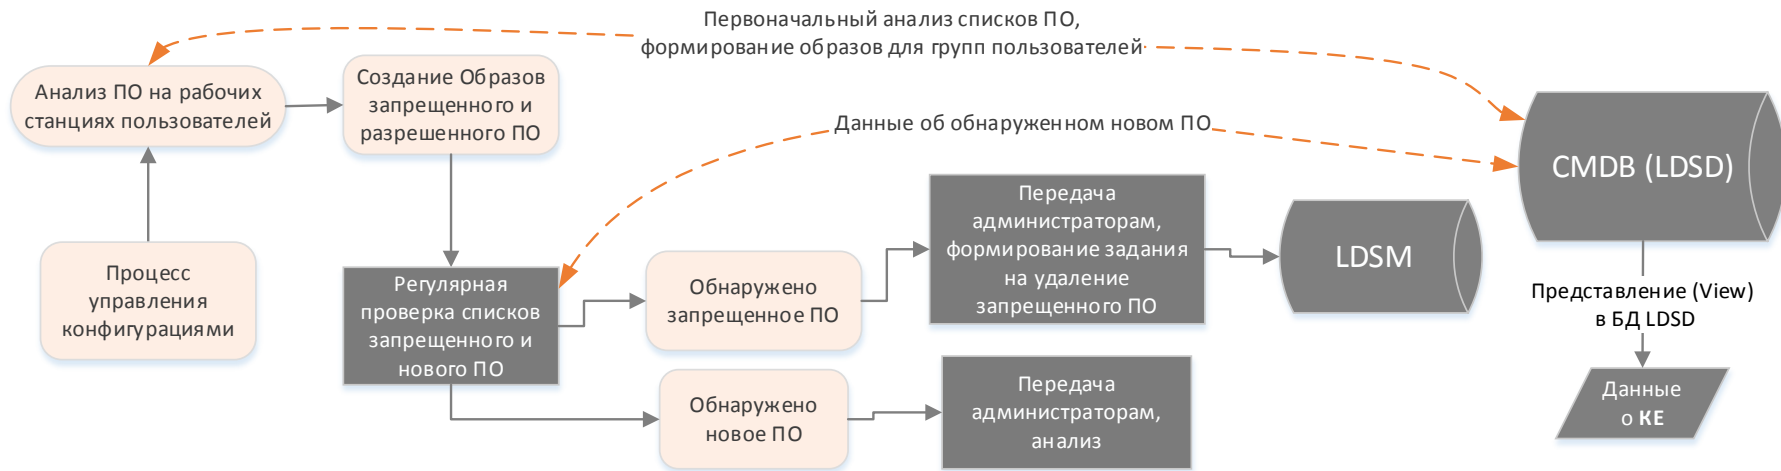 Первоначальный анализ списков ПО,
формирование образов для групп пользователей
Анализ ПО на рабочих
станциях пользователей
Создание Образов
запрещенного и
разрешенного ПО
Данные об обнаруженном новом ПО
CMDB (LDSD)
Процесс
управления
конфигурациями
Регулярная
проверка списков
запрещенного и
нового ПО
Обнаружено
запрещенное ПО
Передача
администраторам,
формирование задания
на удаление
запрещенного ПО
LDSM
Представление (View)
в БД LDSD
Обнаружено
новое ПО
Передача
администраторам,
анализ
Данные
о КЕ